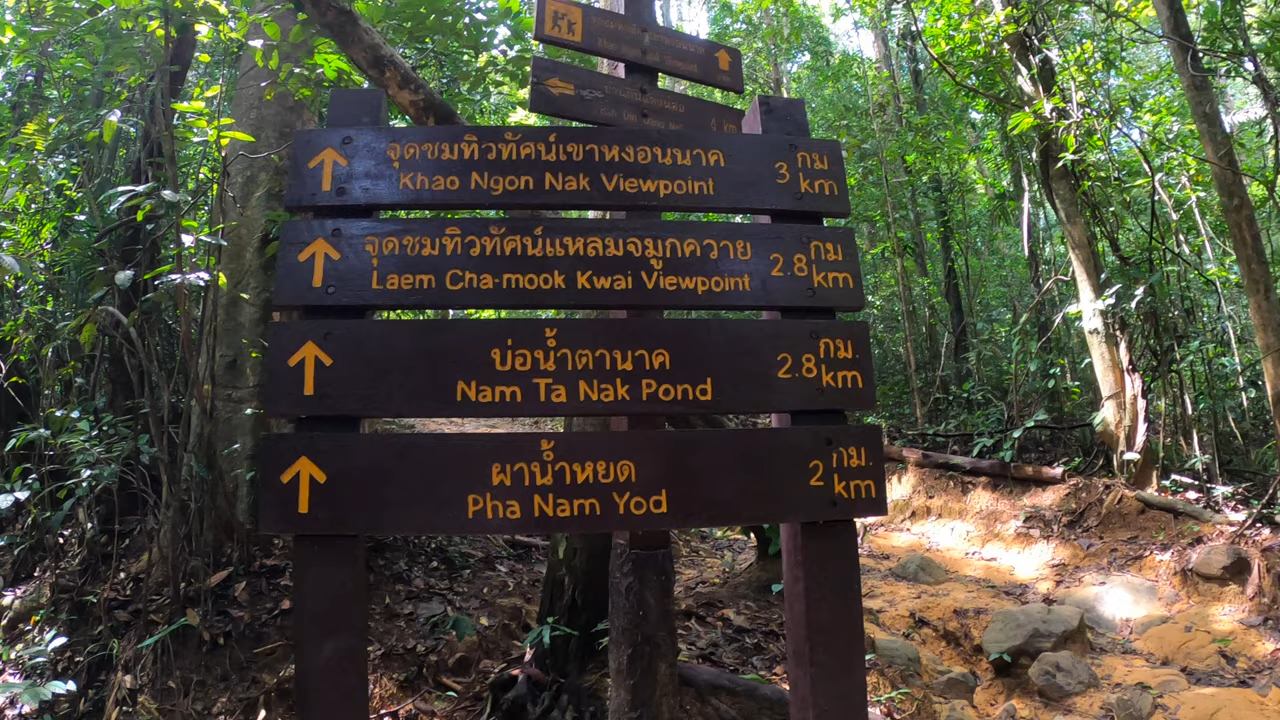 4 km
จุดชมทิวทัศน์เขาหงอนนาค
Khao Ngon Nak Viewpoint
3 กม
km
จุดชมทิวทัศน์แหลมจมูกควาย
Laem Cha-mook Kwai Viewpoint
2.8 กม
km
บ่อน้ำตานาค
Nam Ta Nak Pond
2.8 กม.
km
ผาน้ำหยด
Pha Nam Yod
2 กม.
km